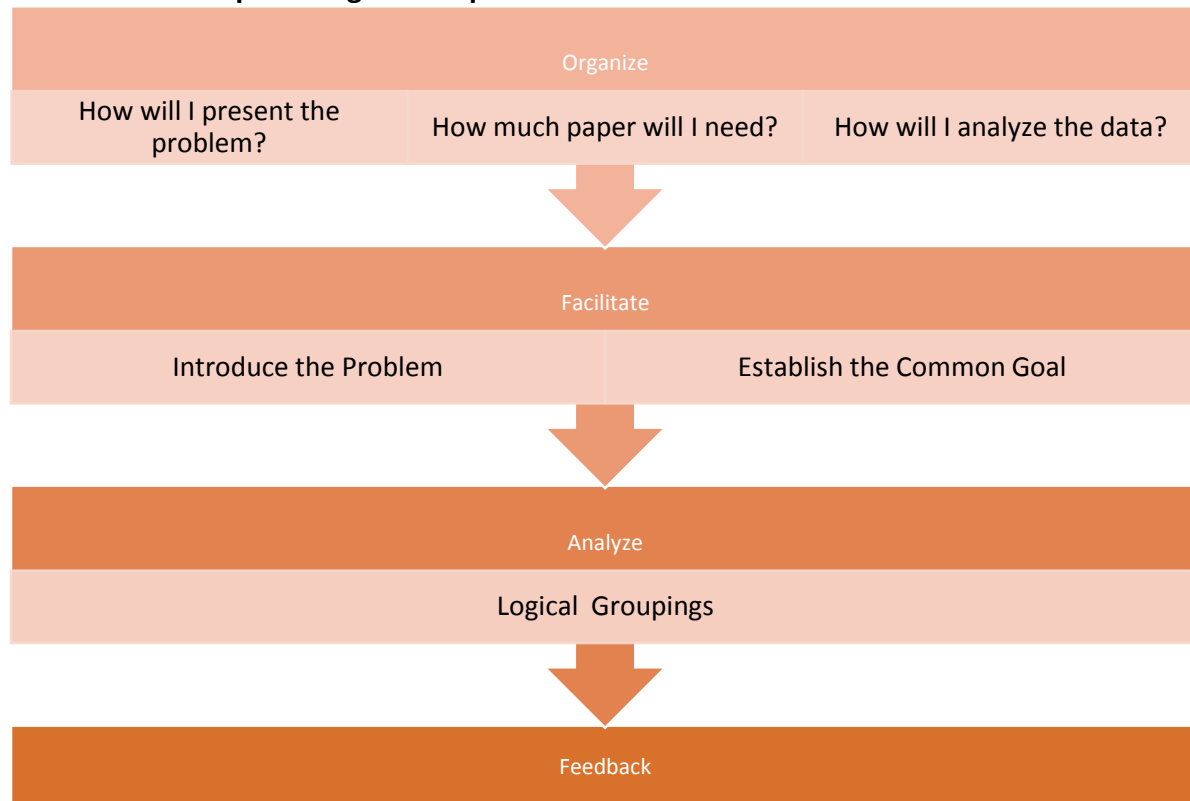 Organize
How will I present the
problem?
How much paper will I need?
How will I analyze the data?
Facilitate
Introduce the Problem
Establish the Common Goal
Analyze
Logical Groupings
Feedback